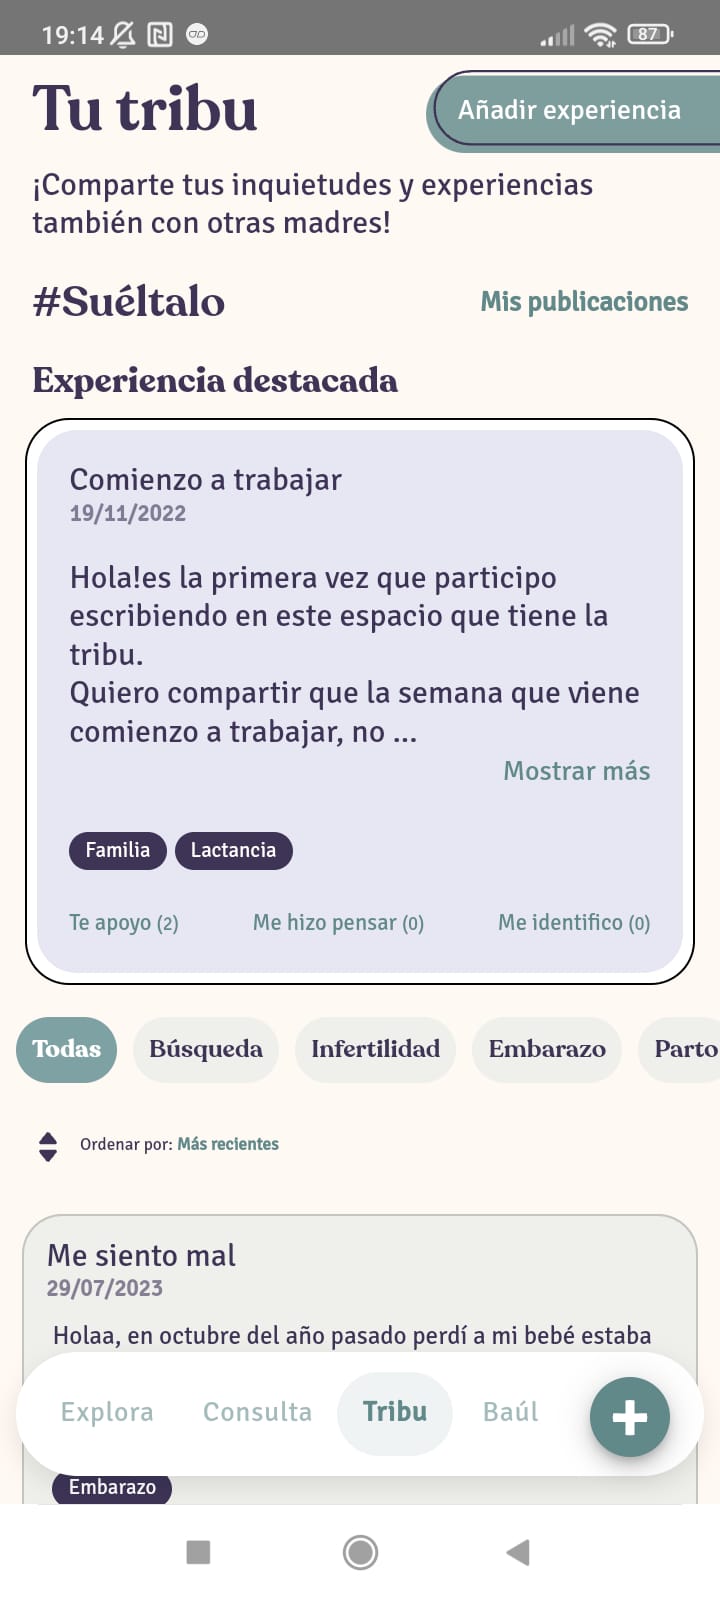 19:14
87
Tu tribu
Añadir experiencia
¡Comparte tus inquietudes y experiencias
también con otras madres!
#Suéltalo
Mis publicaciones
Experiencia destacada
Comienzo a trabajar
19/11/2022
Hola!es la primera vez que participo
escribiendo en este espacio que tiene la
tribu.
Quiero compartir que la semana que viene
comienzo a trabajar, no ...
Mostrar más
Familia
Lactancia
Te apoyo (2)
Me hizo pensar (0)
Me identifico (0)
Todas
Búsqueda
Infertilidad
Embarazo
Parto
Ordenar por: Más recientes
Me siento mal
29/07/2023
Holaa, en octubre del año pasado perdí a mi bebé estaba
Explora
Consulta
Tribu
Baúl
Embarazo